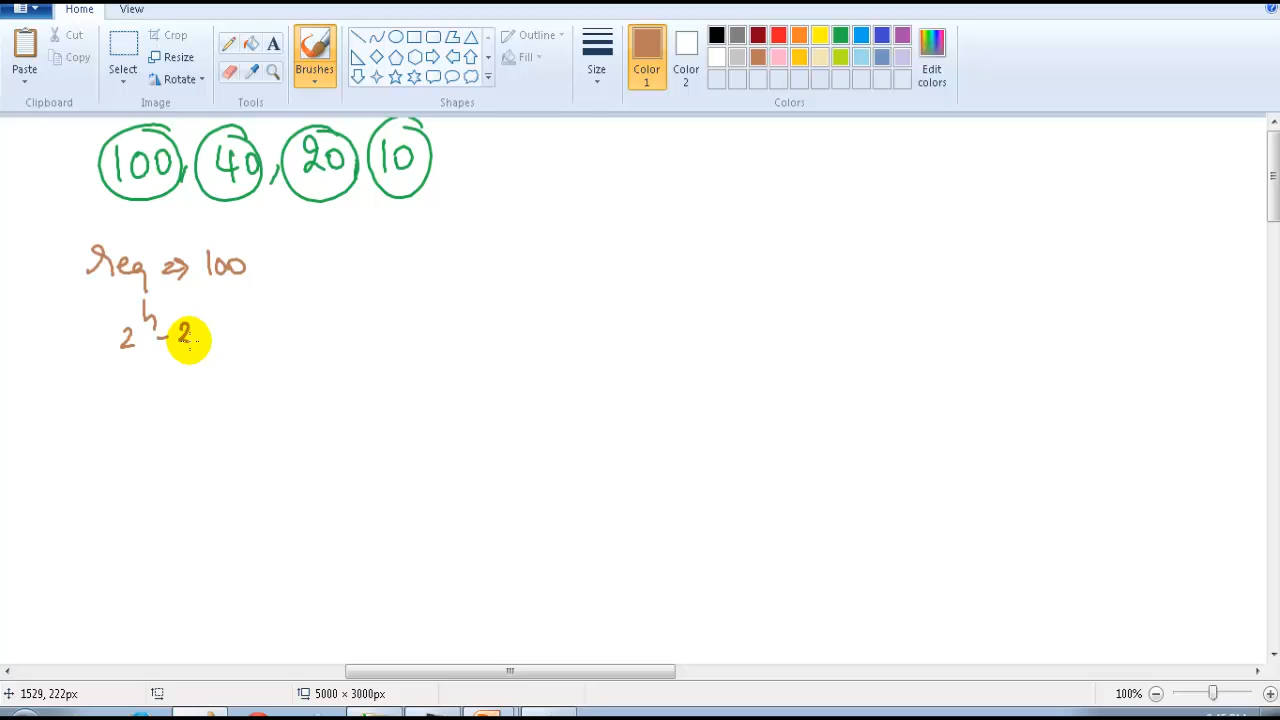 Home View
Cut
Copy
Paste
Clipboard
Select
Crop
Resize
Rotate
Image
Tools
Brushes
Shapes
Outline
Fill
Size
Color 1
Color 2
Edit colors
Colors
100, 40, 20 10
Req => 100
2^h - 2
1529, 222px
5000 × 3000px
100%